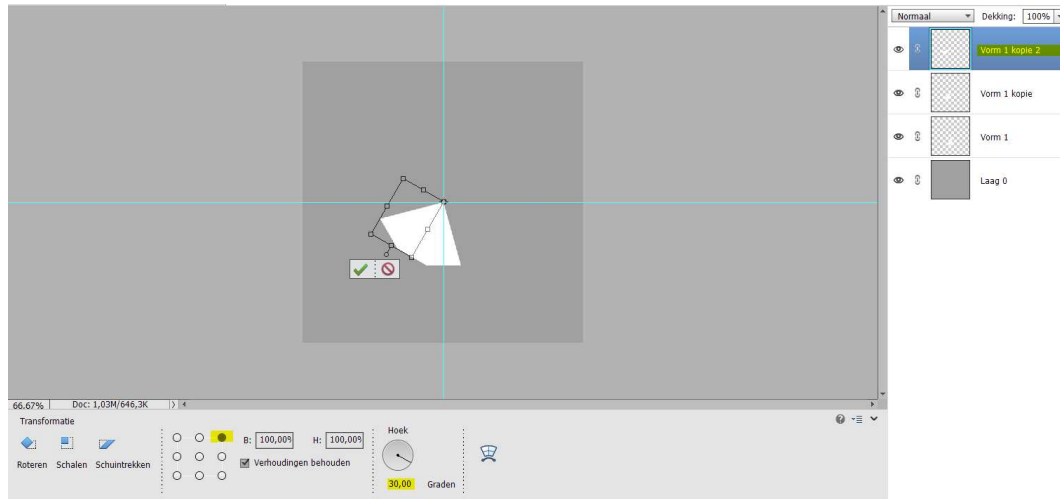 Normaal Dekking: 100%
Vorm 1 kopie 2
Vorm 1 kopie
Vorm 1
Laag 0
66.67% Doc: 1,03M/646,3K
Transformatie
Roteren Schalen Schuintrekken
B: 100,00% H: 100,00%
Verhoudingen behouden
Hoek
30,00 Graden